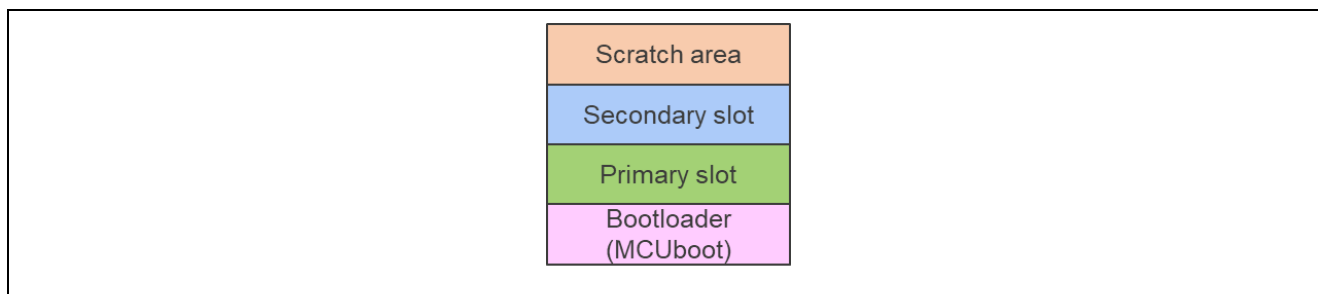 Scratch area
Secondary slot
Primary slot
Bootloader
(MCUboot)